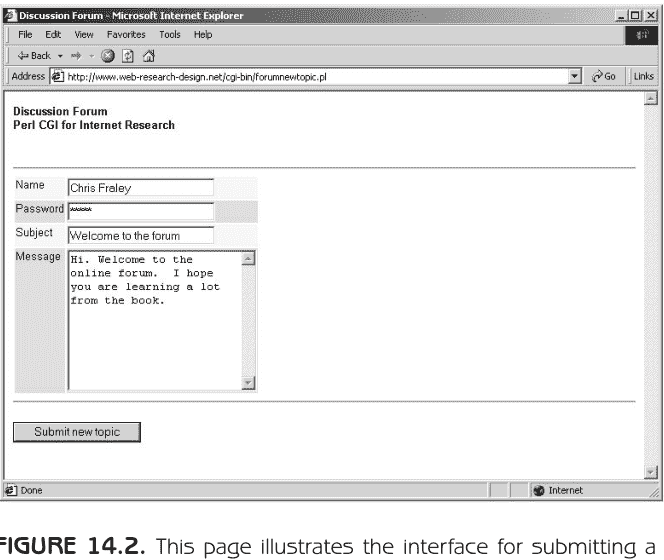 Discussion Forum - Microsoft Internet Explorer
File Edit View Favorites Tools Help
Back
Address http://www.web-research-design.net/cgi-bin/forumnewtopic.pl Go Links
Discussion Forum
Perl CGI for Internet Research
Name Chris Fraley
Password *****
Subject Welcome to the forum
Message Hi. Welcome to the
online forum. I hope
you are learning a lot
from the book.
Submit new topic
Done Internet
FIGURE 14.2. This page illustrates the interface for submitting a